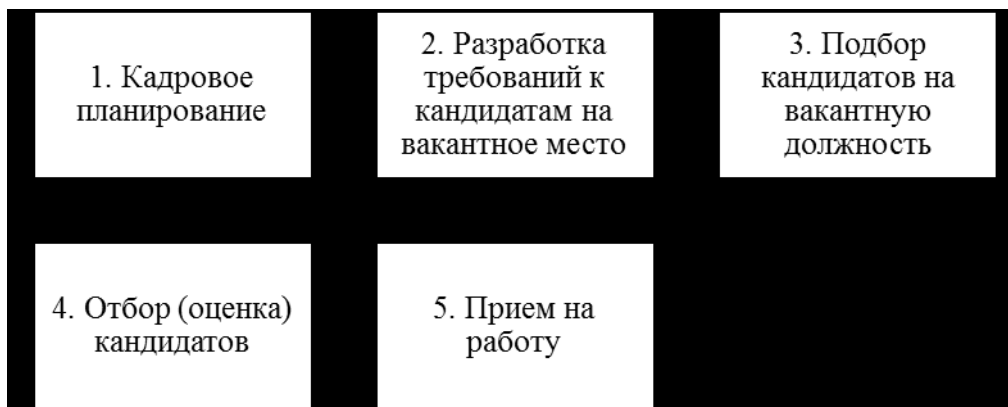 1. Кадровое
планирование
2. Разработка
требований к
кандидатам на
вакантное место
3. Подбор
кандидатов на
вакантную
должность
4. Отбор (оценка)
кандидатов
5. Прием на
работу